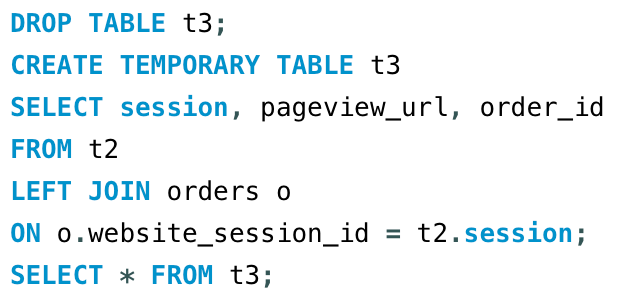 DROP TABLE t3;
CREATE TEMPORARY TABLE t3
SELECT session, pageview_url, order_id
FROM t2
LEFT JOIN orders o
ON o.website_session_id = t2.session;
SELECT * FROM t3;